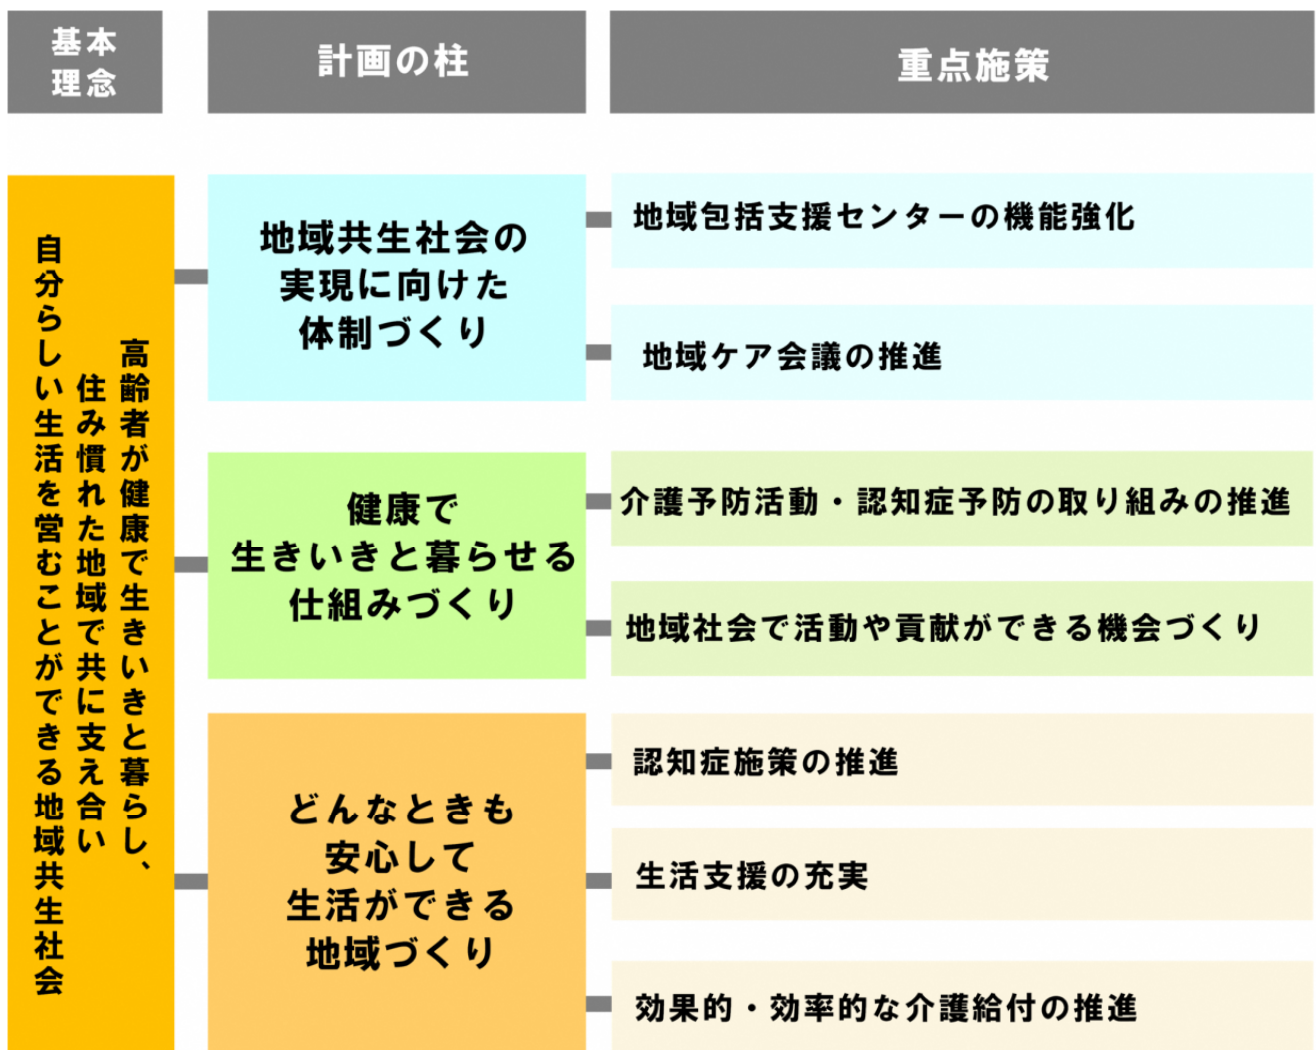 基本
理念
計画の柱
重点施策
高齢者が健康で生きいきと暮らし、
住み慣れた地域で共に支え合い
自分らしい生活を営むことができる地域共生社会
地域共生社会の
実現に向けた
体制づくり
地域包括支援センターの機能強化
地域ケア会議の推進
健康で
生きいきと暮らせる
仕組みづくり
介護予防活動・認知症予防の取り組みの推進
地域社会で活動や貢献ができる機会づくり
どんなときも
安心して
生活ができる
地域づくり
認知症施策の推進
生活支援の充実
効果的・効率的な介護給付の推進